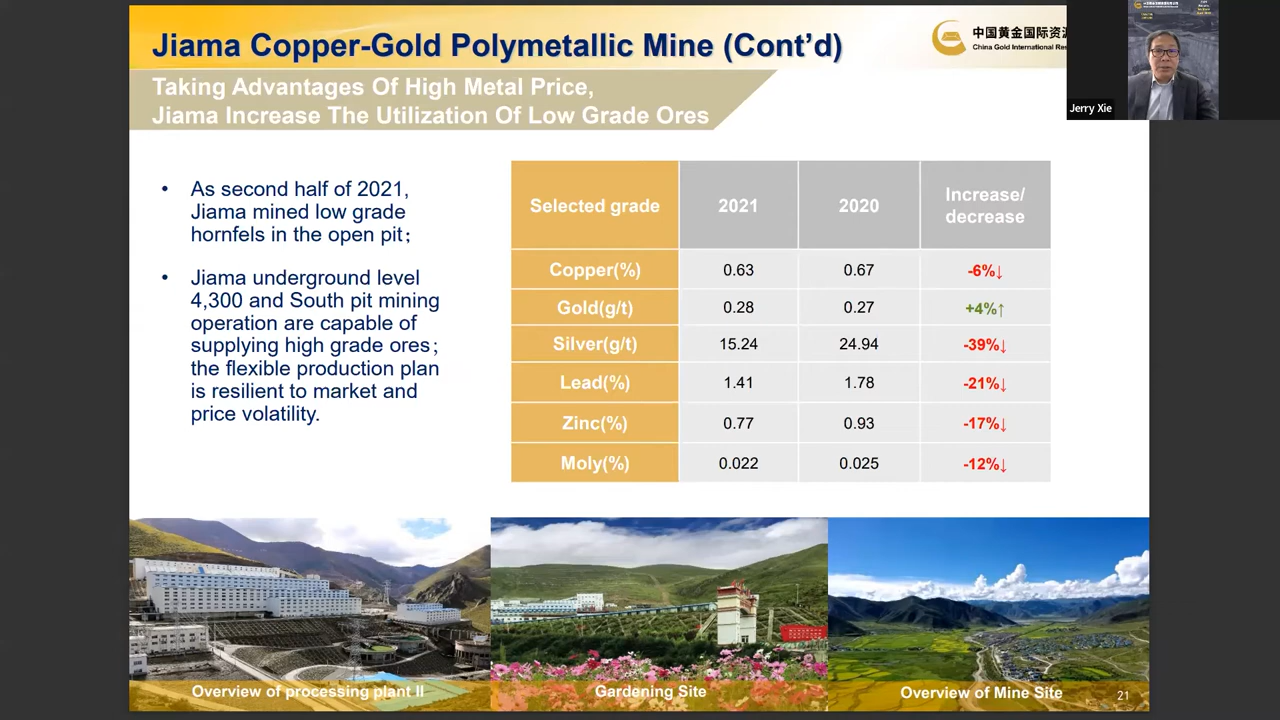 Jiama Copper-Gold Polymetallic Mine (Cont’d)
中国黄金国际资
China Gold International Res
Jerry Xie
Taking Advantages Of High Metal Price,
Jiama Increase The Utilization Of Low Grade Ores
• As second half of 2021,
Jiama mined low grade
hornfels in the open pit；
• Jiama underground level
4,300 and South pit mining
operation are capable of
supplying high grade ores；
the flexible production plan
is resilient to market and
price volatility.
Selected grade 2021 2020 Increase/
decrease
Copper(%) 0.63 0.67 -6%↓
Gold(g/t) 0.28 0.27 +4%↑
Silver(g/t) 15.24 24.94 -39%↓
Lead(%) 1.41 1.78 -21%↓
Zinc(%) 0.77 0.93 -17%↓
Moly(%) 0.022 0.025 -12%↓
Overview of processing plant II
Gardening Site
Overview of Mine Site
21